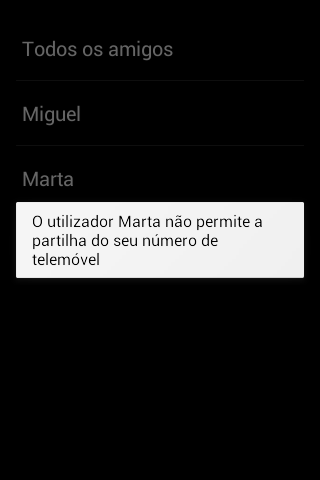 Todos os amigos
Miguel
Marta
O utilizador Marta não permite a
partilha do seu número de
telemóvel